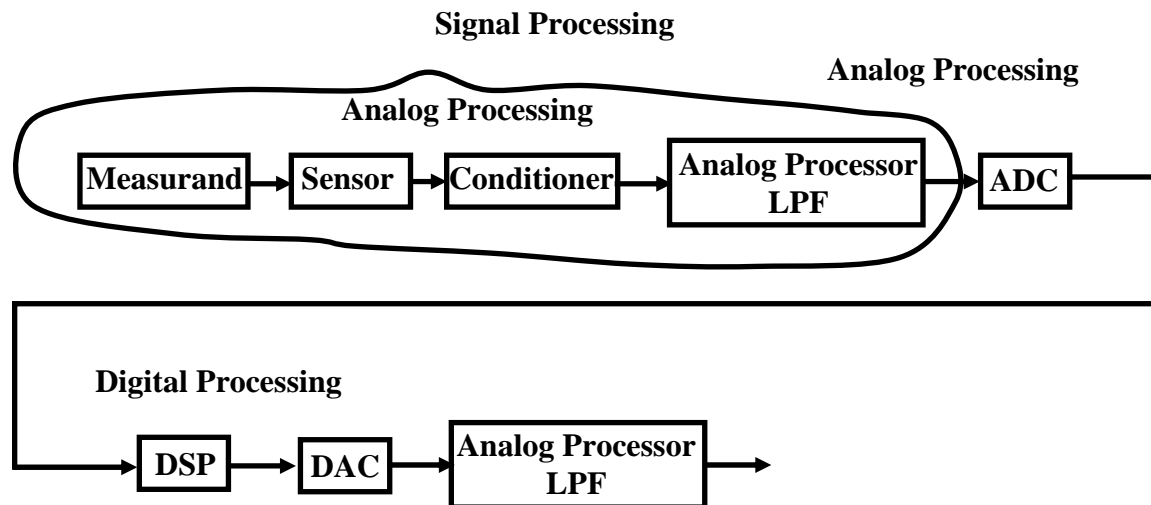 Signal Processing
Analog Processing
Analog Processing
Measurand
Sensor
Conditioner
Analog Processor
LPF
ADC
Digital Processing
DSP
DAC
Analog Processor
LPF